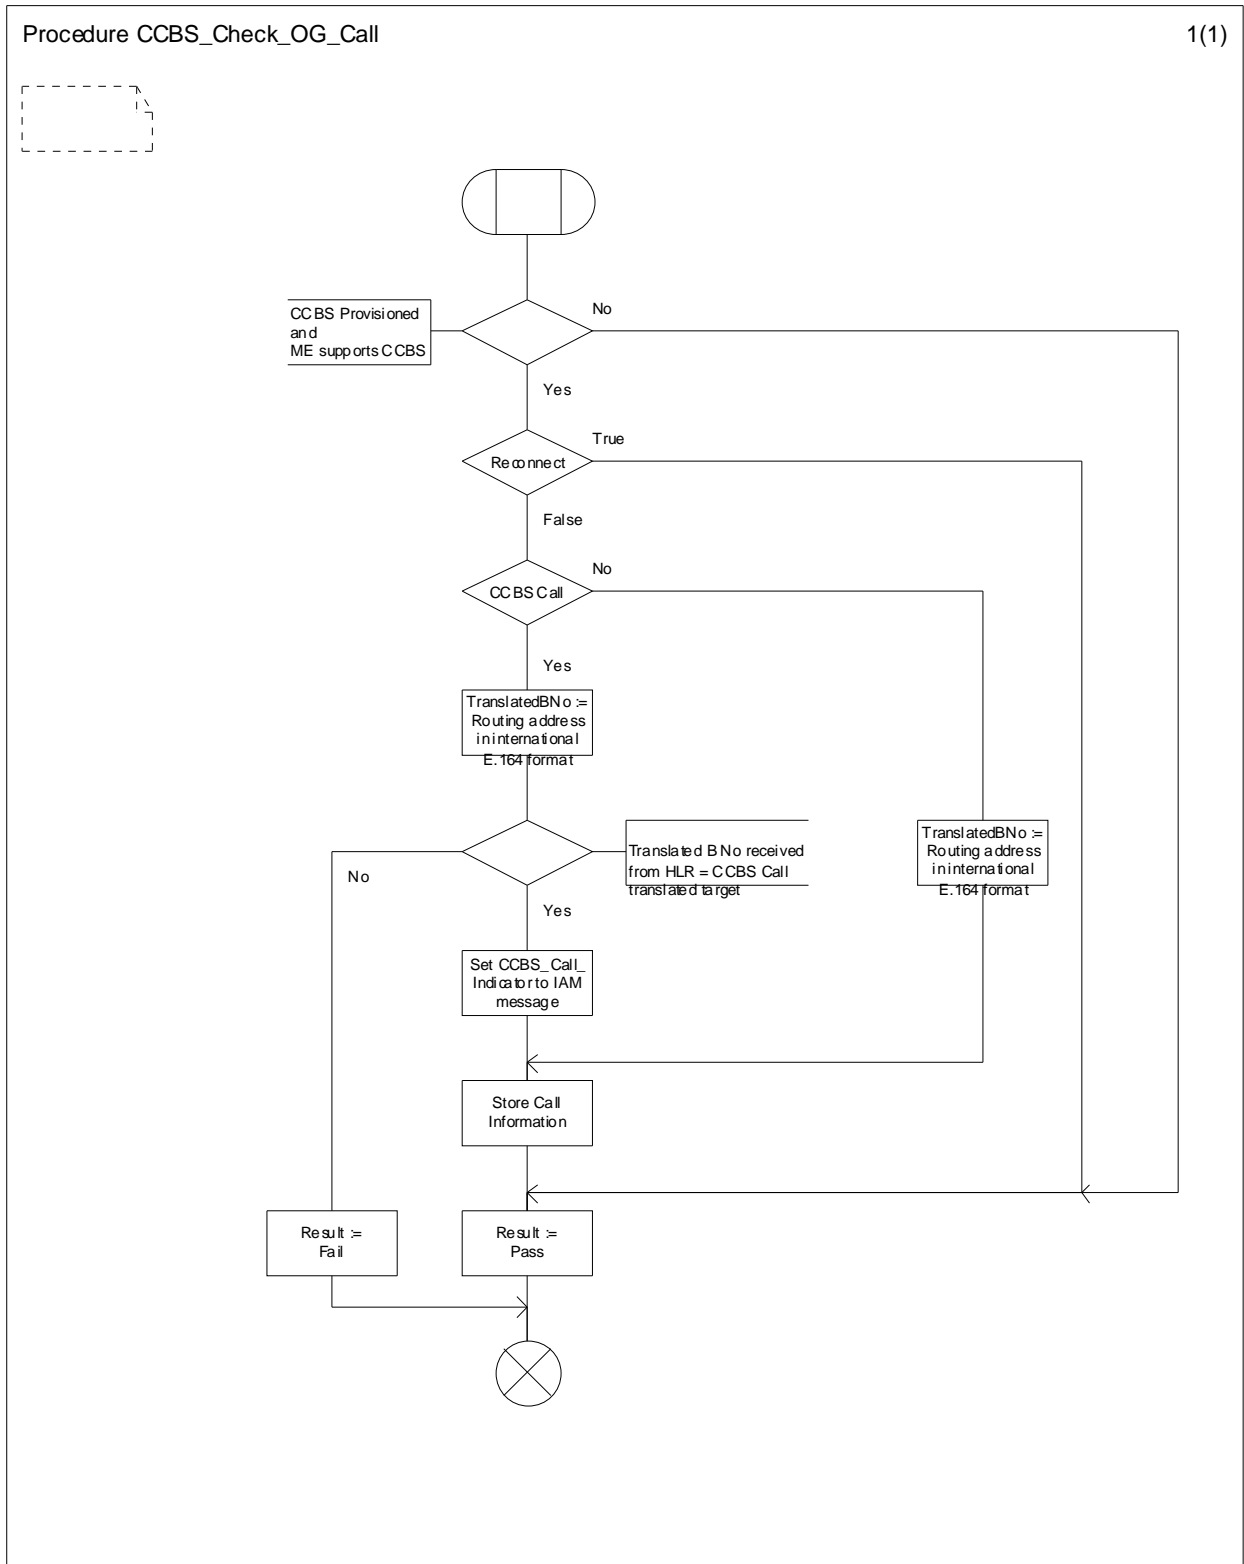 Procedure CCBS_Check_OG_Call
1(1)
CCBS Provisioned
and
ME supports CCBS
No
Yes
Reconnect
True
False
CCBS Call
No
Yes
TranslatedBNo :=
Routing address
in international
E.164 format
Translated BNo received
from HLR = CCBS Call
translated target
No
Yes
TranslatedBNo :=
Routing address
in international
E.164 format
Set CCBS_Call_
Indicator to IAM
message
Store Call
Information
Result :=
Fail
Result :=
Pass